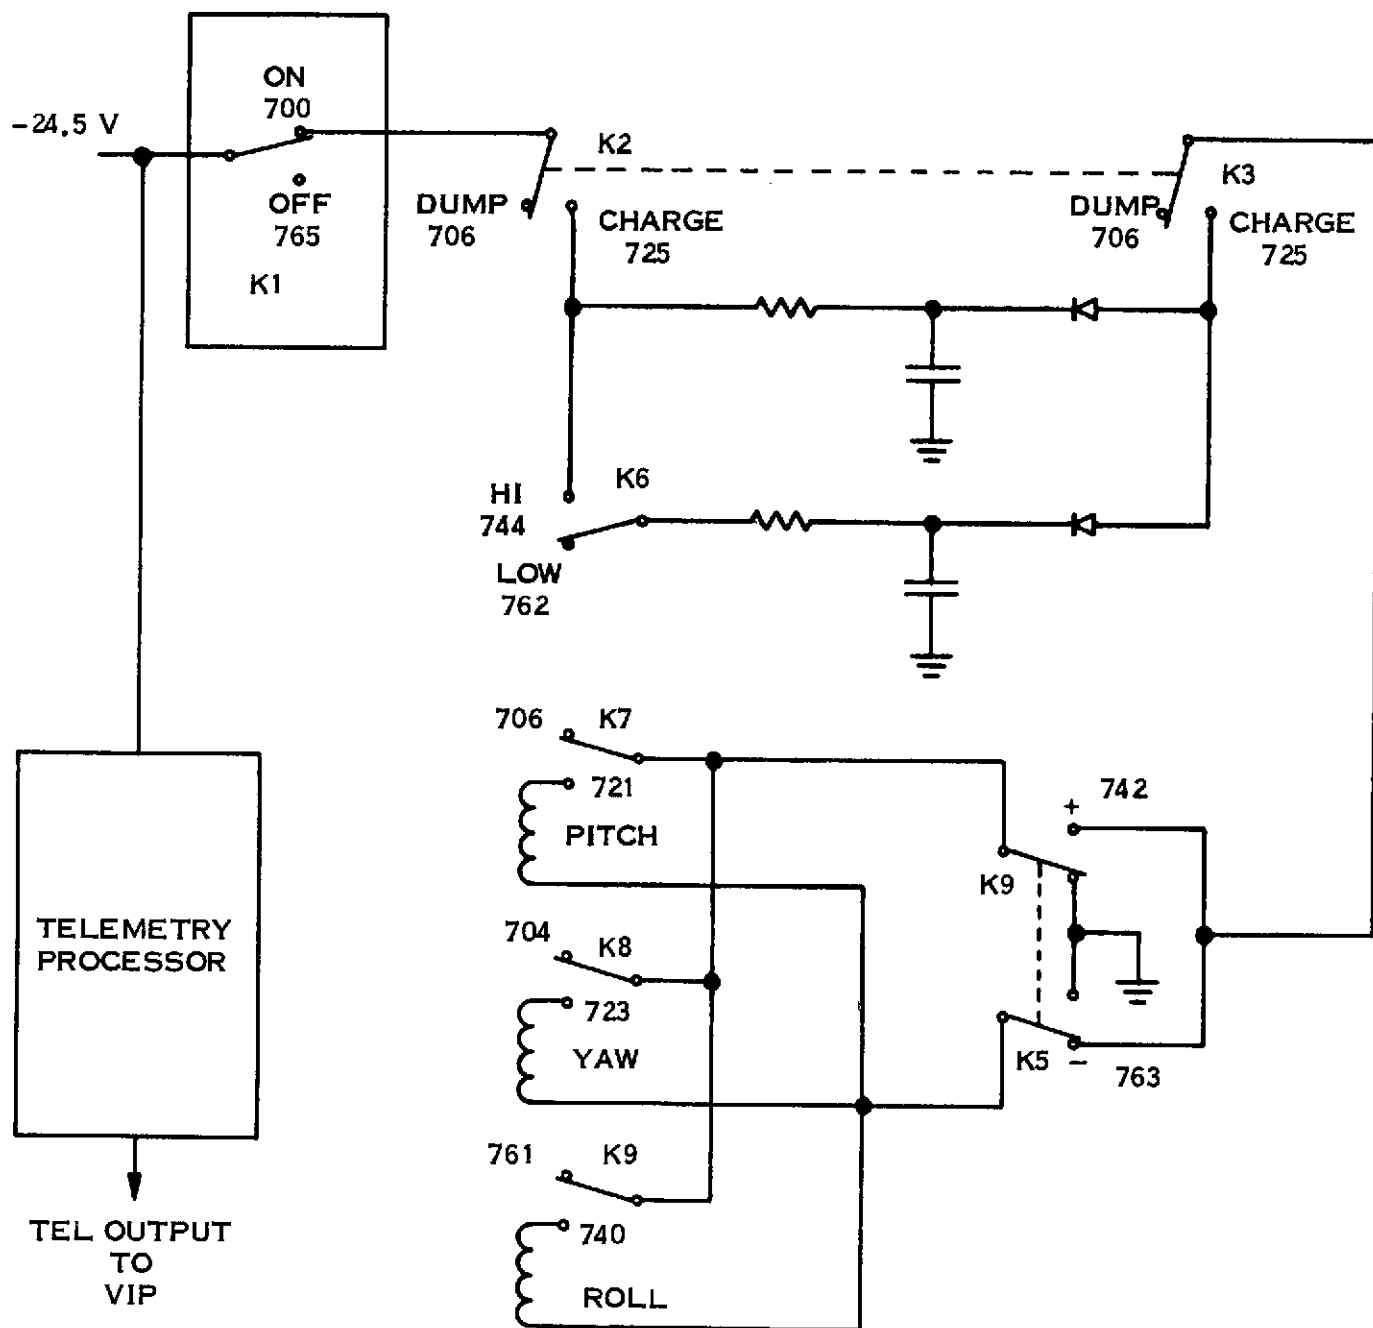 ON
700
-24.5 V
OFF
765
K1
K2
DUMP
706
CHARGE
725
K3
DUMP
706
CHARGE
725
HI
744
K6
LOW
762
706 K7
721
PITCH
742
+
K9
704 K8
723
YAW
K5 −
763
TELEMETRY
PROCESSOR
761 K9
740
ROLL
TEL OUTPUT
TO
VIP